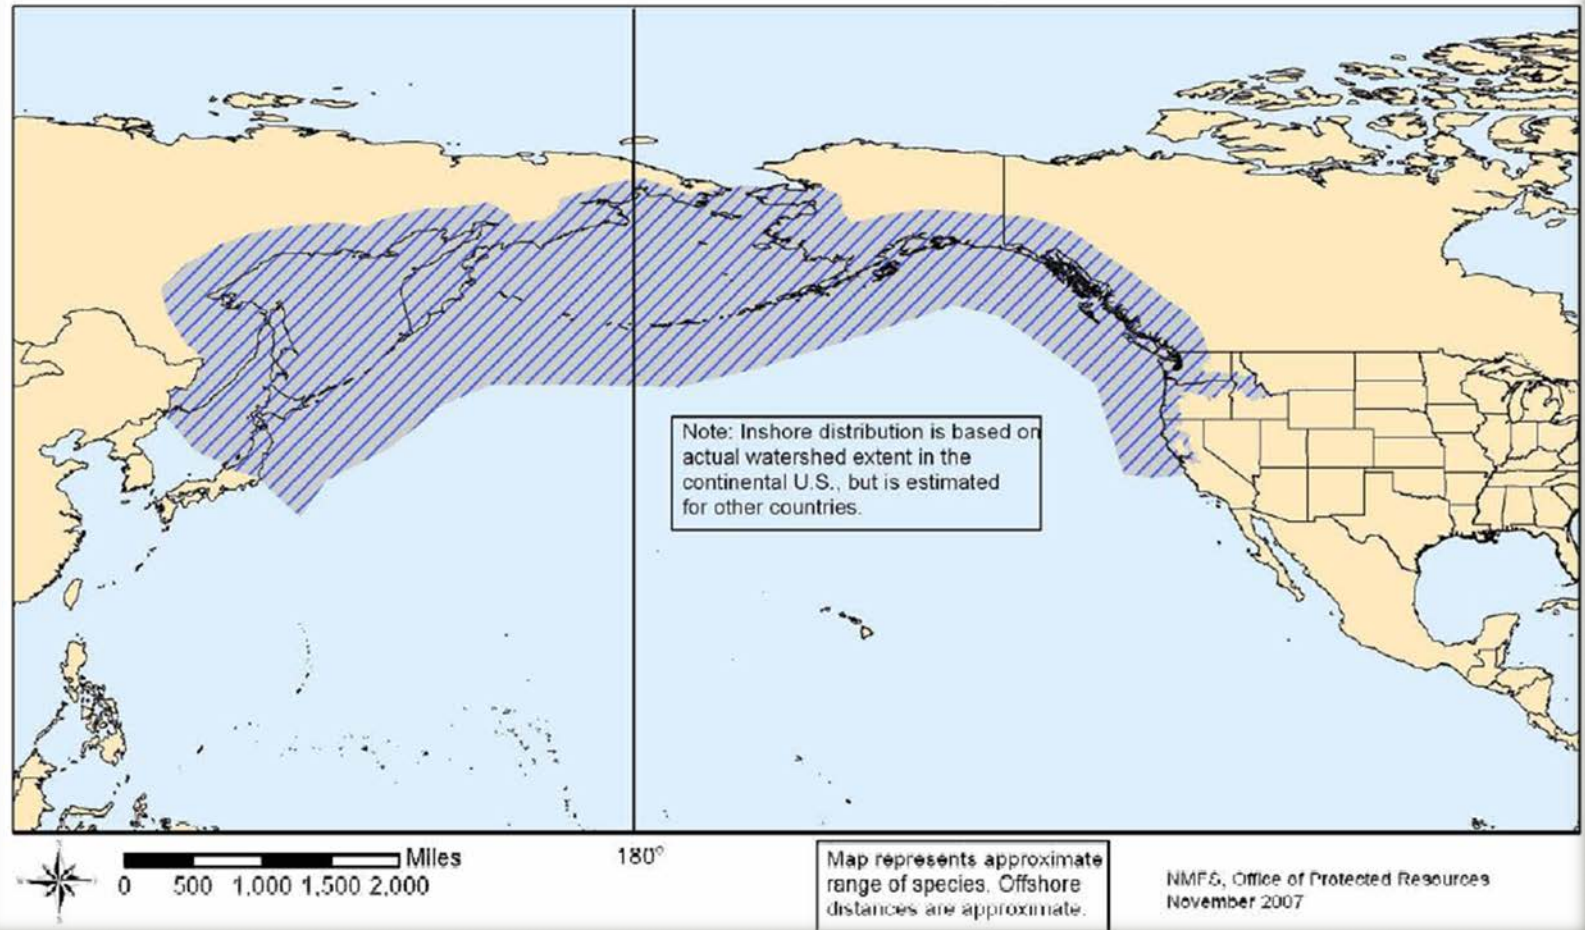 Note: Inshore distribution is based on
actual watershed extent in the
continental U.S., but is estimated
for other countries.
Miles
0 500 1,000 1,500 2,000
180°
Map represents approximate
range of species. Offshore
distances are approximate.
NMFS, Office of Protected Resources
November 2007